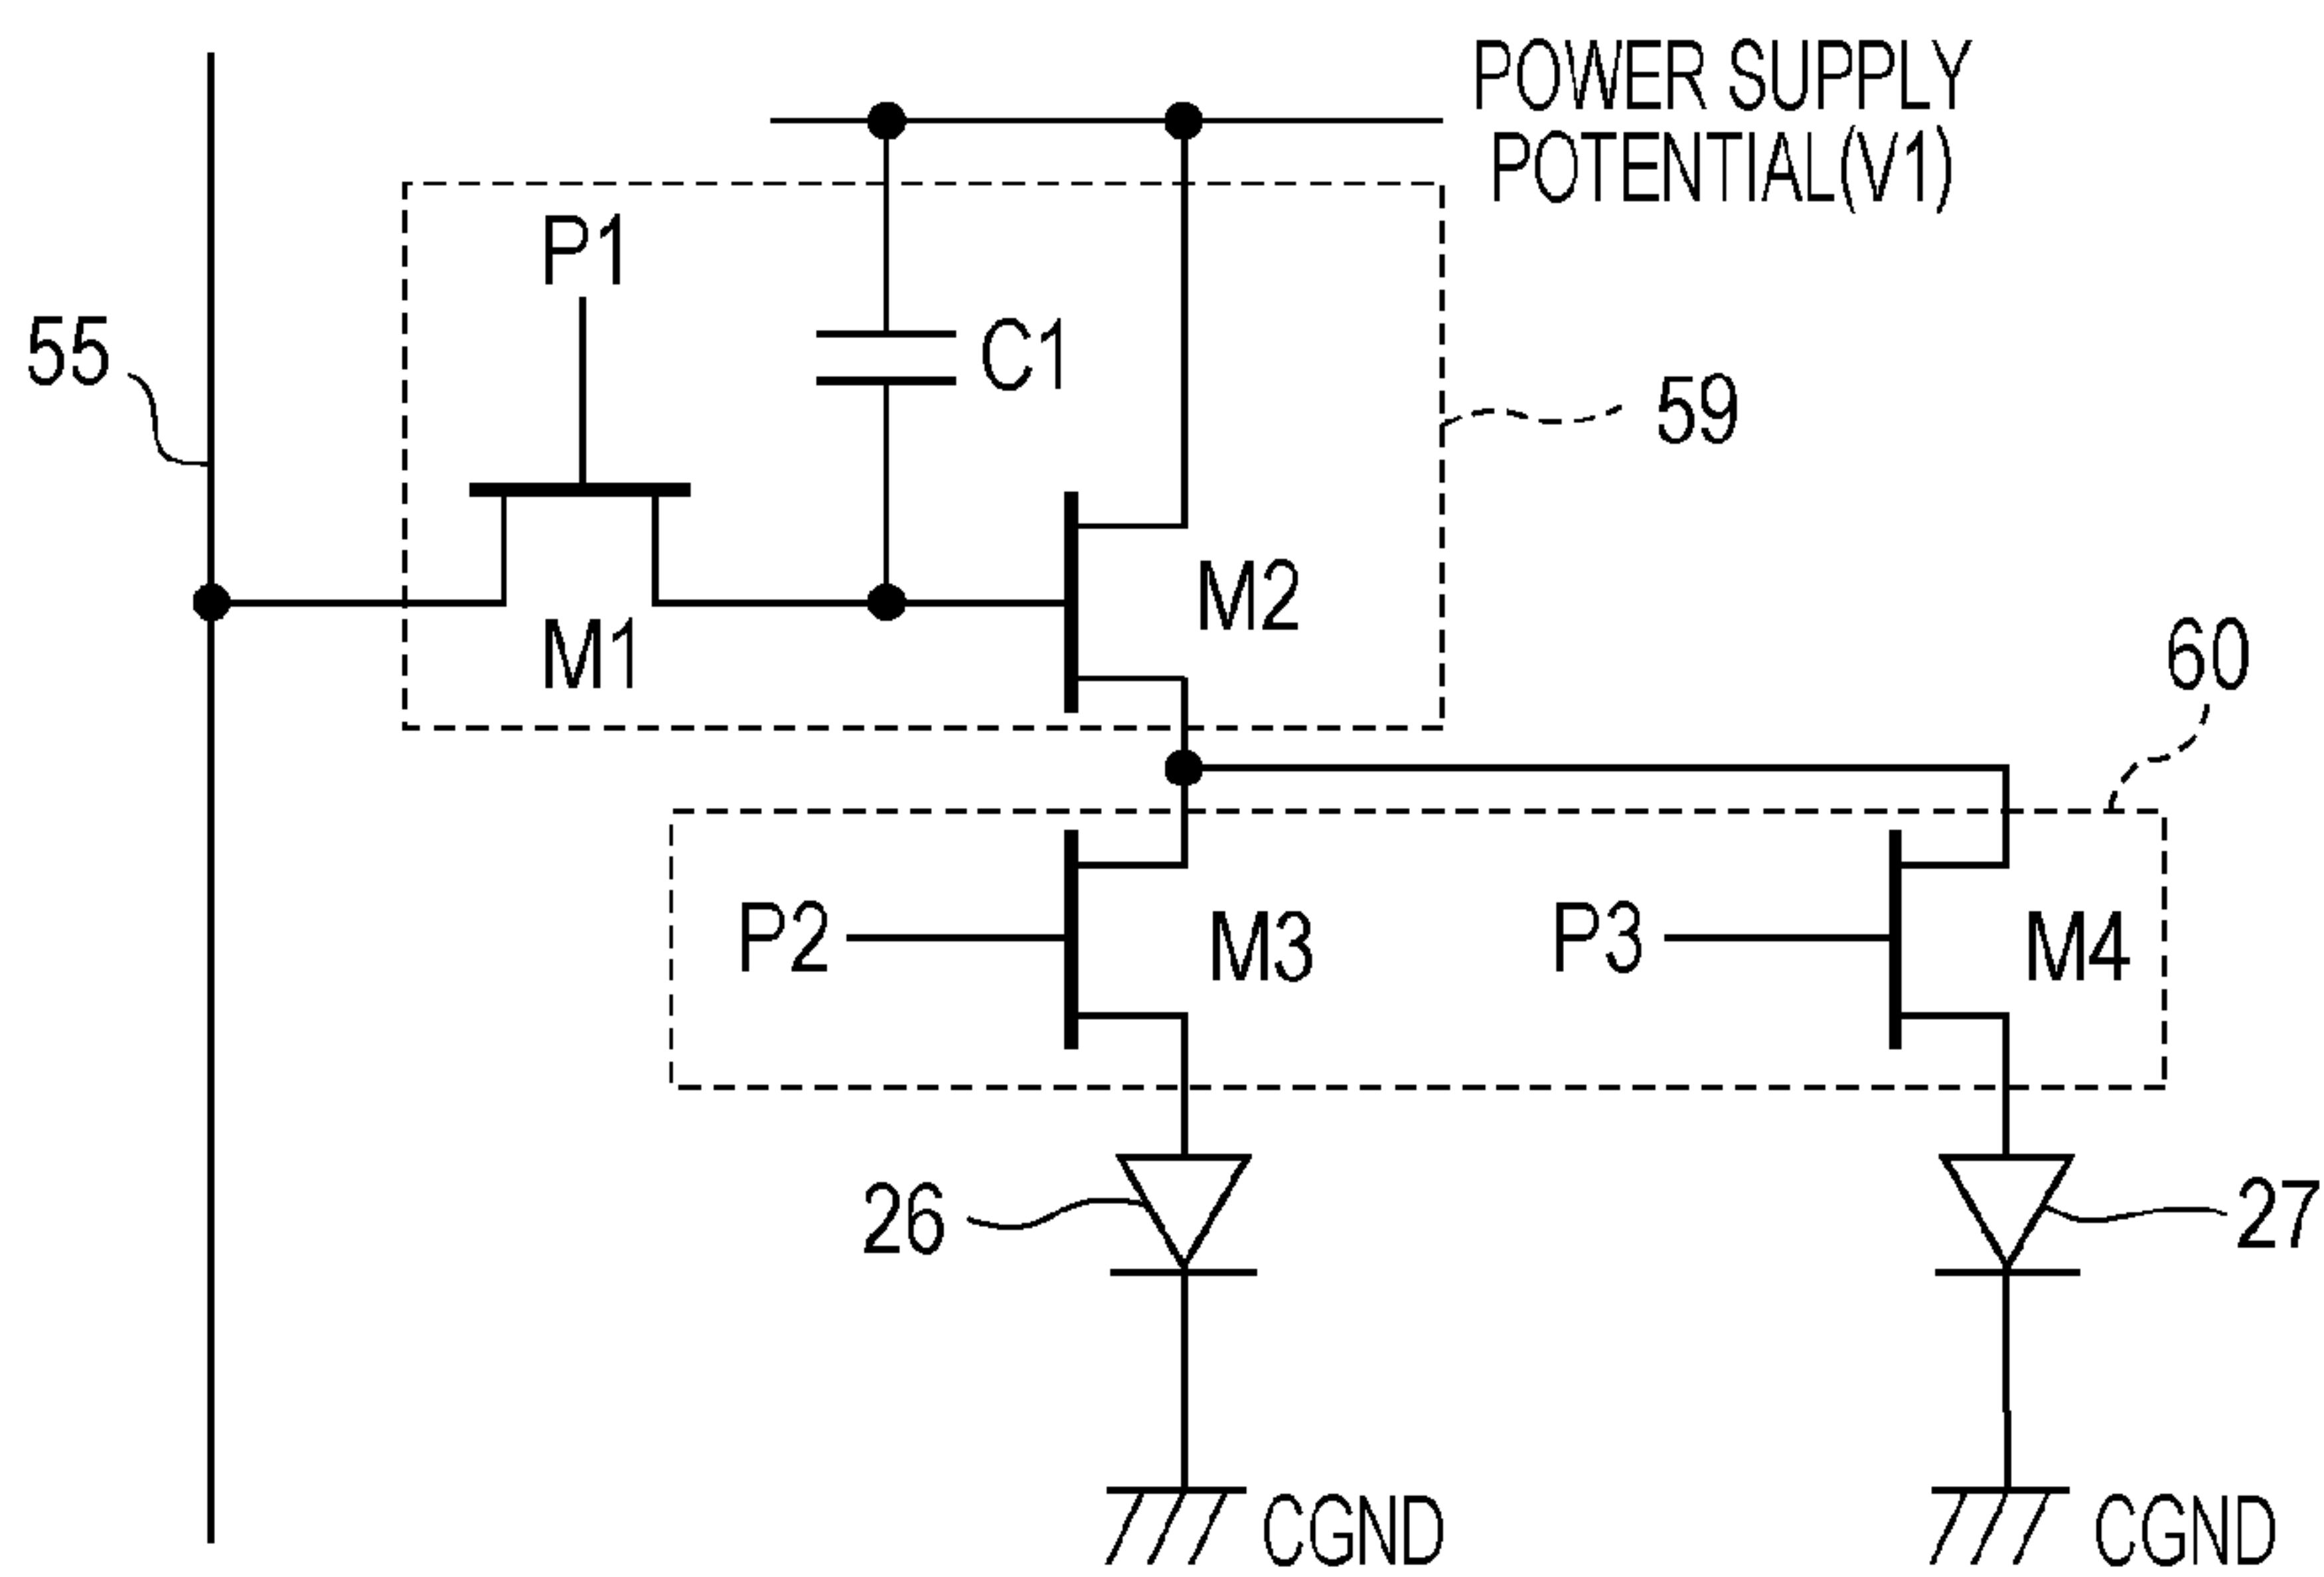 POWER SUPPLY
POTENTIAL(V1)
P1
55
C1
59
M2
M1
60
P2
M3
P3
M4
26
27
CGND
CGND